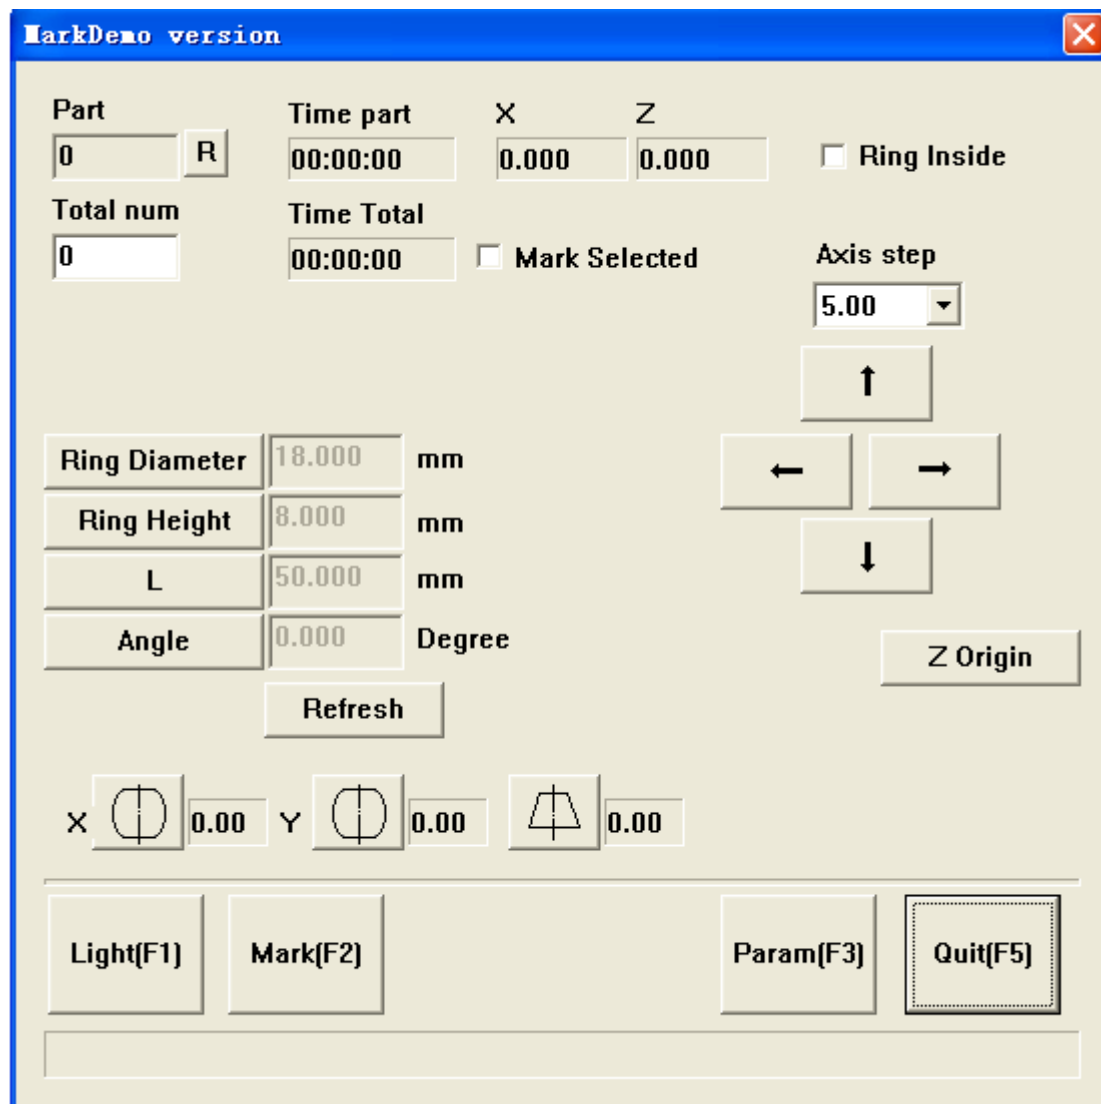 MarkDemo version
Part
Time part
X
Z
0
R
00:00:00
0.000
0.000
Ring Inside
Total num
Time Total
0
00:00:00
Mark Selected
Axis step
5.00
Ring Diameter
18.000
mm
Ring Height
8.000
mm
L
50.000
mm
Angle
0.000
Degree
Z Origin
Refresh
X
0.00
Y
0.00
0.00
Light(F1)
Mark(F2)
Param(F3)
Quit(F5)